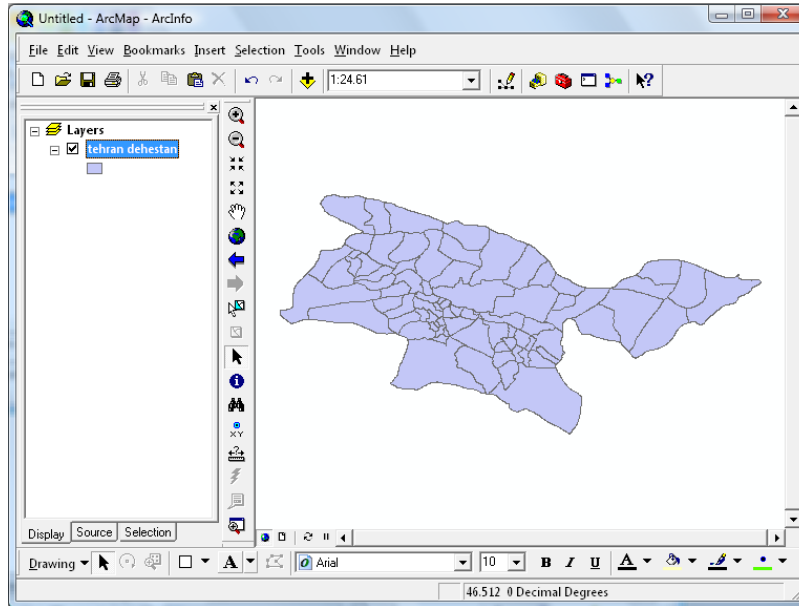 Untitled - ArcMap - ArcInfo
File Edit View Bookmarks Insert Selection Tools Window Help
1:24.61
Layers
tehran dehestan
XY
Display Source Selection
Drawing A Arial 10 B I U A
46.512 0 Decimal Degrees